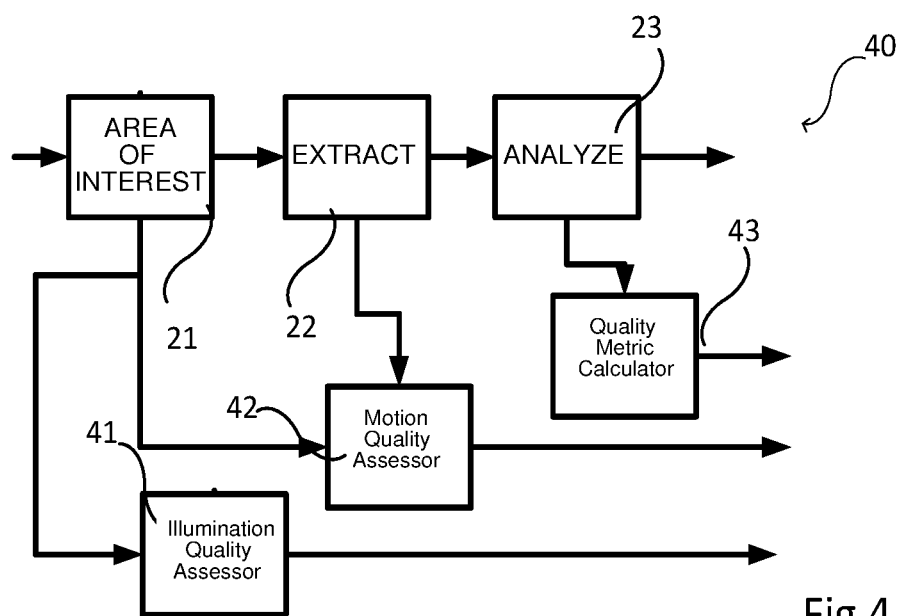 23
40
AREA
OF
INTEREST
EXTRACT
ANALYZE
21
22
43
Quality
Metric
Calculator
42
Motion
Quality
Assessor
41
Illumination
Quality
Assessor
Fig 4